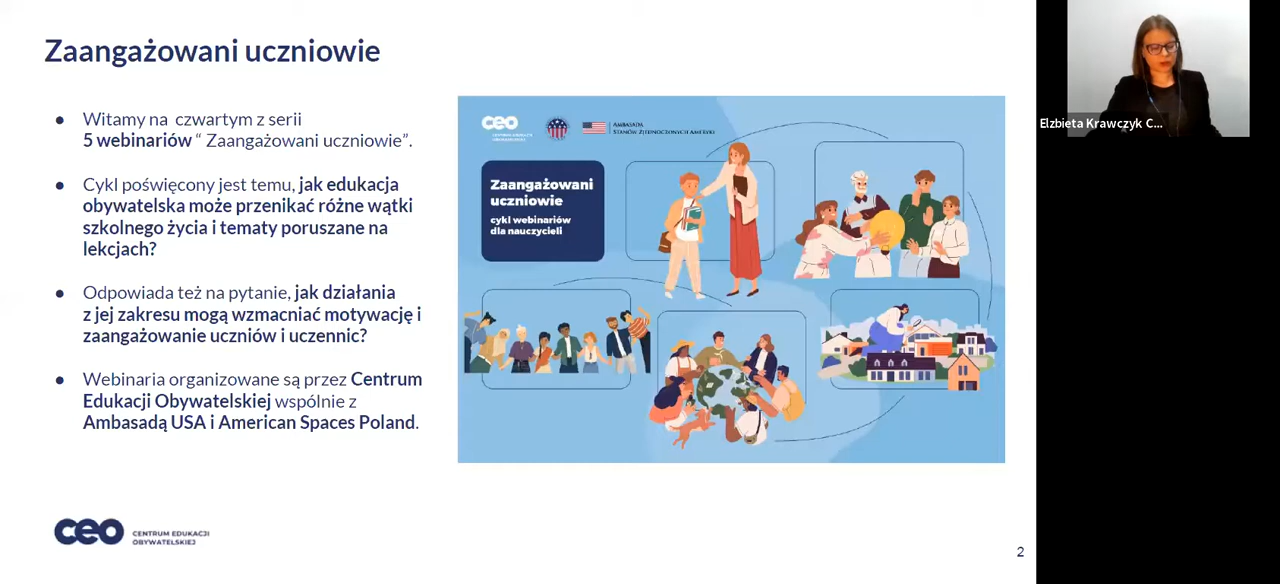 Zaangażowani uczniowie
● Witamy na  czwartym z serii
5 webinariów “ Zaangażowani uczniowie”.
● Cykl poświęcony jest temu, jak edukacja
obywatelska może przenikać różne wątki
szkolnego życia i tematy poruszane na
lekcjach?
● Odpowiada też na pytanie, jak działania
z jej zakresu mogą wzmacniać motywację i
zaangażowanie uczniów i uczennic?
● Webinaria organizowane są przez Centrum
Edukacji Obywatelskiej wspólnie z
Ambasadą USA i American Spaces Poland.
ceo
CENTRUM EDUKACJI
OBYWATELSKIEJ
AMBASADA
STANÓW ZJEDNOCZONYCH AMERYKI
Zaangażowani
uczniowie
cykl webinariów
dla nauczycieli
ceo
CENTRUM EDUKACJI
OBYWATELSKIEJ
2
Elzbieta Krawczyk C...